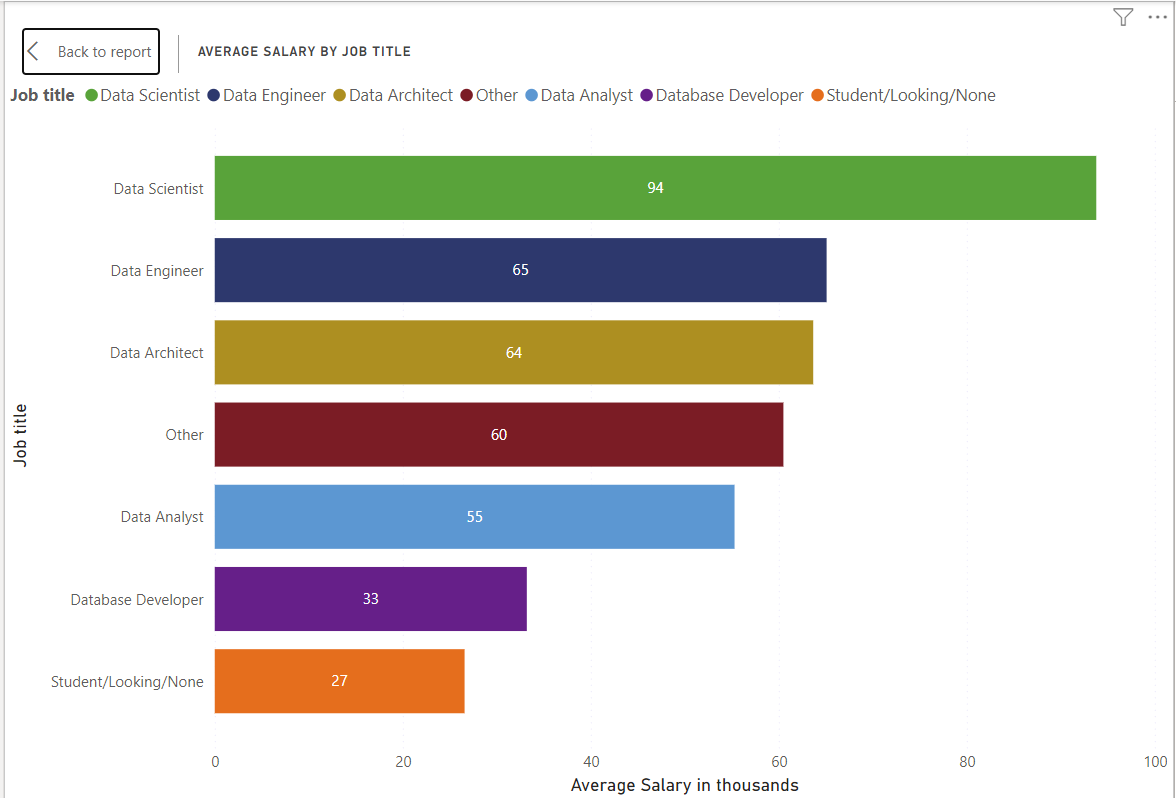 Back to report
AVERAGE SALARY BY JOB TITLE
Job title Data Scientist Data Engineer Data Architect Other Data Analyst Database Developer Student/Looking/None
Job title
Data Scientist 94
Data Engineer 65
Data Architect 64
Other 60
Data Analyst 55
Database Developer 33
Student/Looking/None 27
0 20 40 60 80 100
Average Salary in thousands